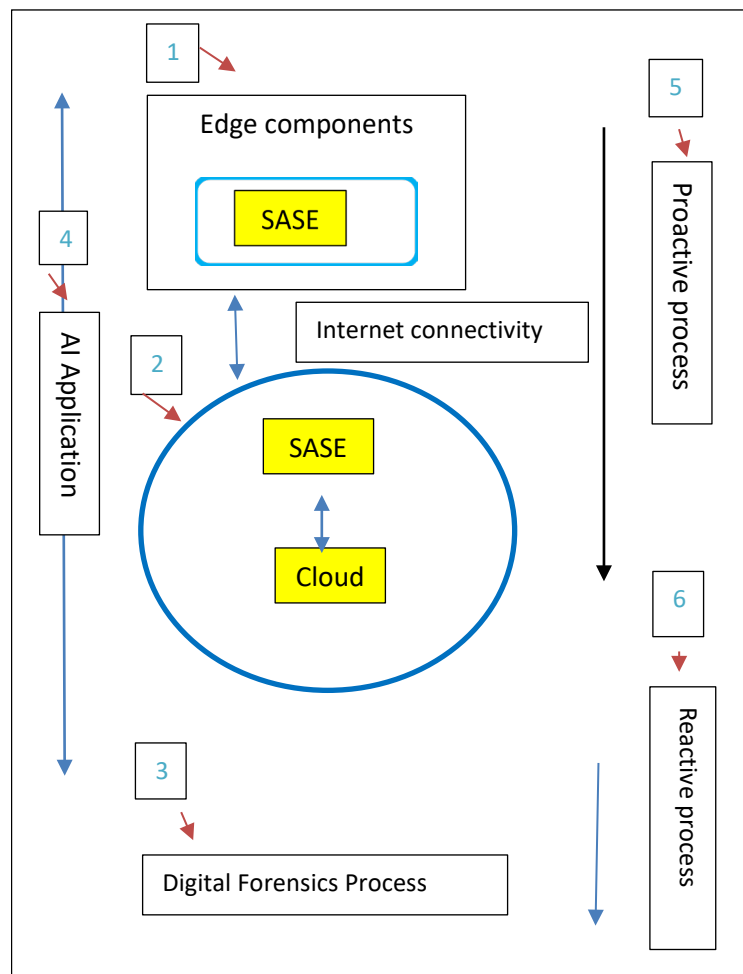 1
Edge components
SASE
5
Proactive process
4
AI Application
Internet connectivity
2
SASE
Cloud
6
Reactive process
3
Digital Forensics Process